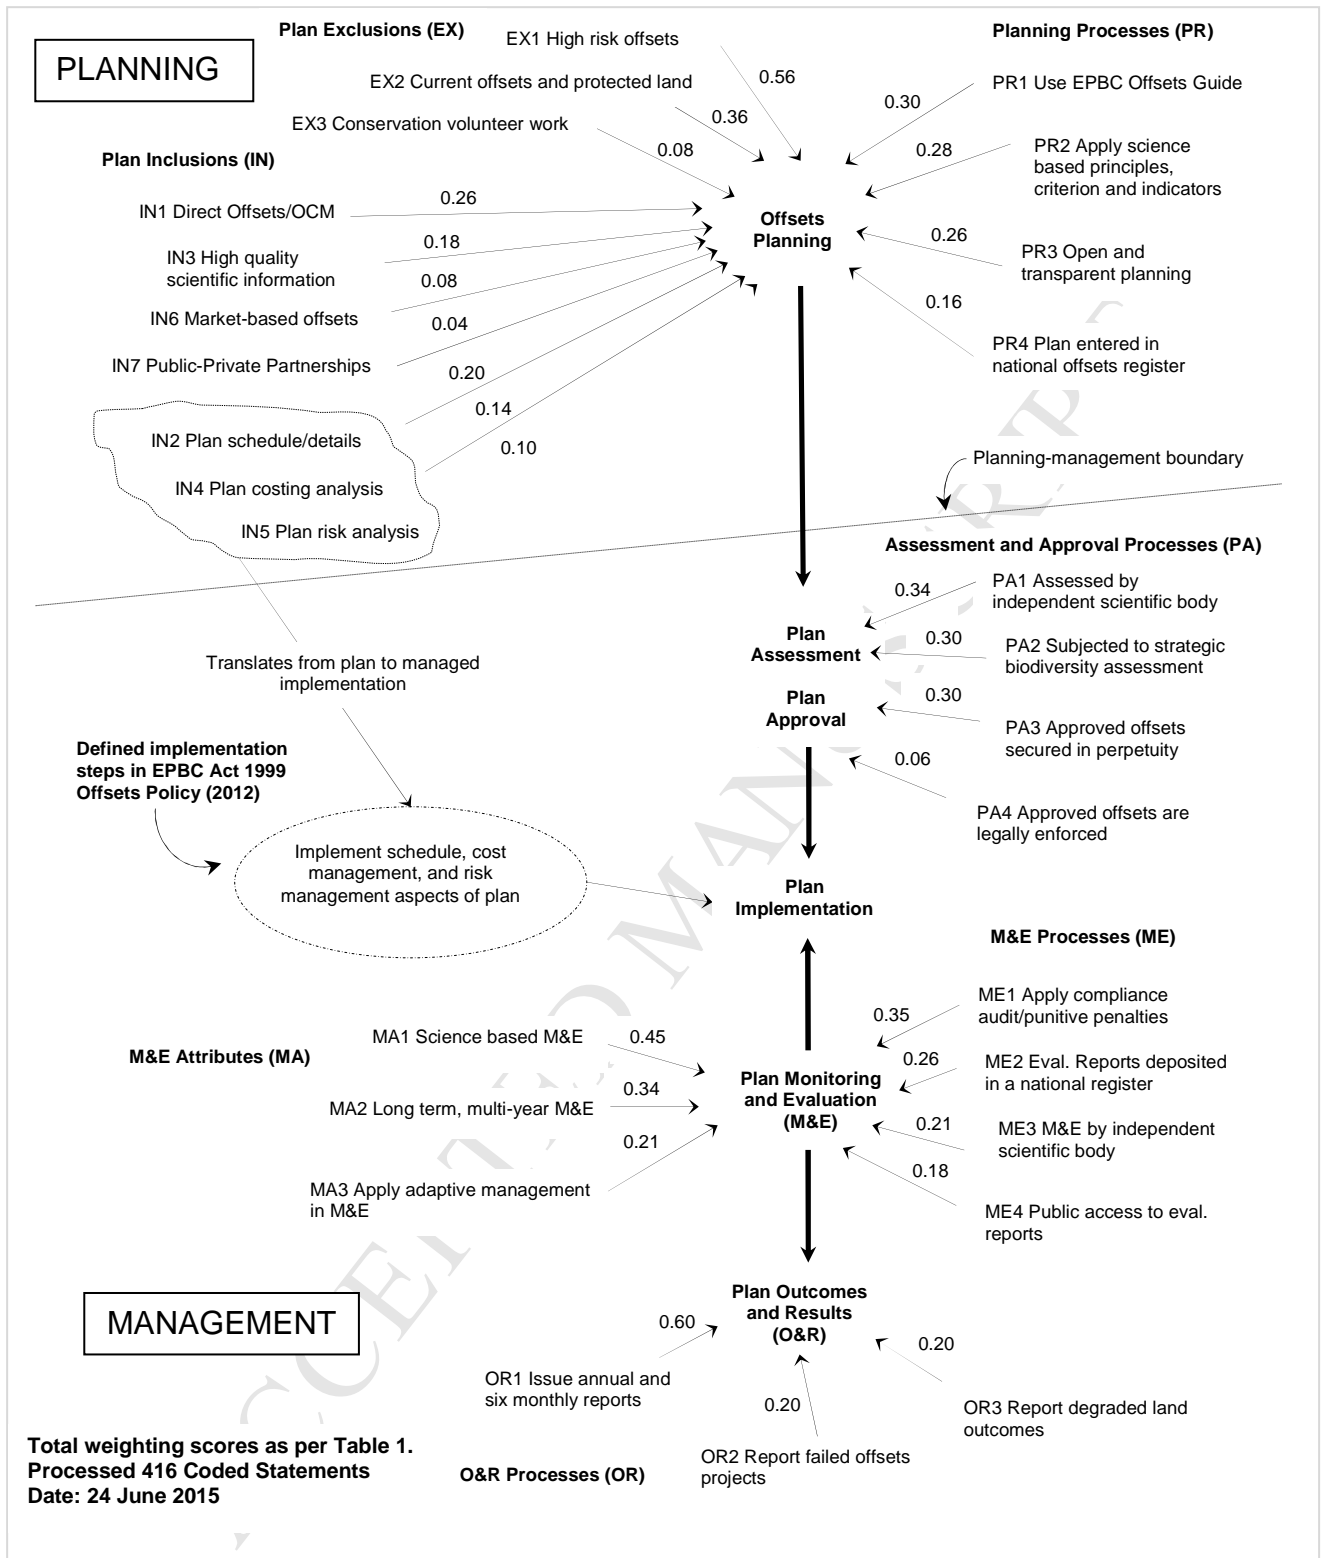 Plan Exclusions (EX)
EX1 High risk offsets
Planning Processes (PR)
PLANNING
0.56
EX2 Current offsets and protected land
0.36
EX3 Conservation volunteer work
0.08
0.30
PR1 Use EPBC Offsets Guide
0.28
PR2 Apply science
based principles,
criterion and indicators
Plan Inclusions (IN)
IN1 Direct Offsets/OCM
0.26
Offsets
Planning
0.26
PR3 Open and
transparent planning
IN3 High quality
scientific information
0.18
0.08
IN6 Market-based offsets
0.04
0.16
PR4 Plan entered in
national offsets register
IN7 Public-Private Partnerships
0.20
0.14
0.10
IN2 Plan schedule/details
IN4 Plan costing analysis
IN5 Plan risk analysis
Planning-management boundary
Assessment and Approval Processes (PA)
0.34
PA1 Assessed by
independent scientific body
Plan
Assessment
0.30
PA2 Subjected to strategic
biodiversity assessment
Translates from plan to managed
implementation
Plan
Approval
0.30
PA3 Approved offsets
secured in perpetuity
0.06
PA4 Approved offsets are
legally enforced
Defined implementation
steps in EPBC Act 1999
Offsets Policy (2012)
Implement schedule, cost
management, and risk
management aspects of plan
Plan
Implementation
M&E Processes (ME)
0.35
ME1 Apply compliance
audit/punitive penalties
M&E Attributes (MA)
MA1 Science based M&E
0.45
0.26
ME2 Eval. Reports deposited
in a national register
Plan Monitoring
and Evaluation
(M&E)
MA2 Long term, multi-year M&E
0.34
0.21
ME3 M&E by independent
scientific body
0.21
MA3 Apply adaptive management
in M&E
0.18
ME4 Public access to eval.
reports
MANAGEMENT
Plan Outcomes
and Results
(O&R)
0.60
OR1 Issue annual and
six monthly reports
0.20
OR3 Report degraded land
outcomes
0.20
OR2 Report failed offsets
projects
O&R Processes (OR)
Total weighting scores as per Table 1.
Processed 416 Coded Statements
Date: 24 June 2015